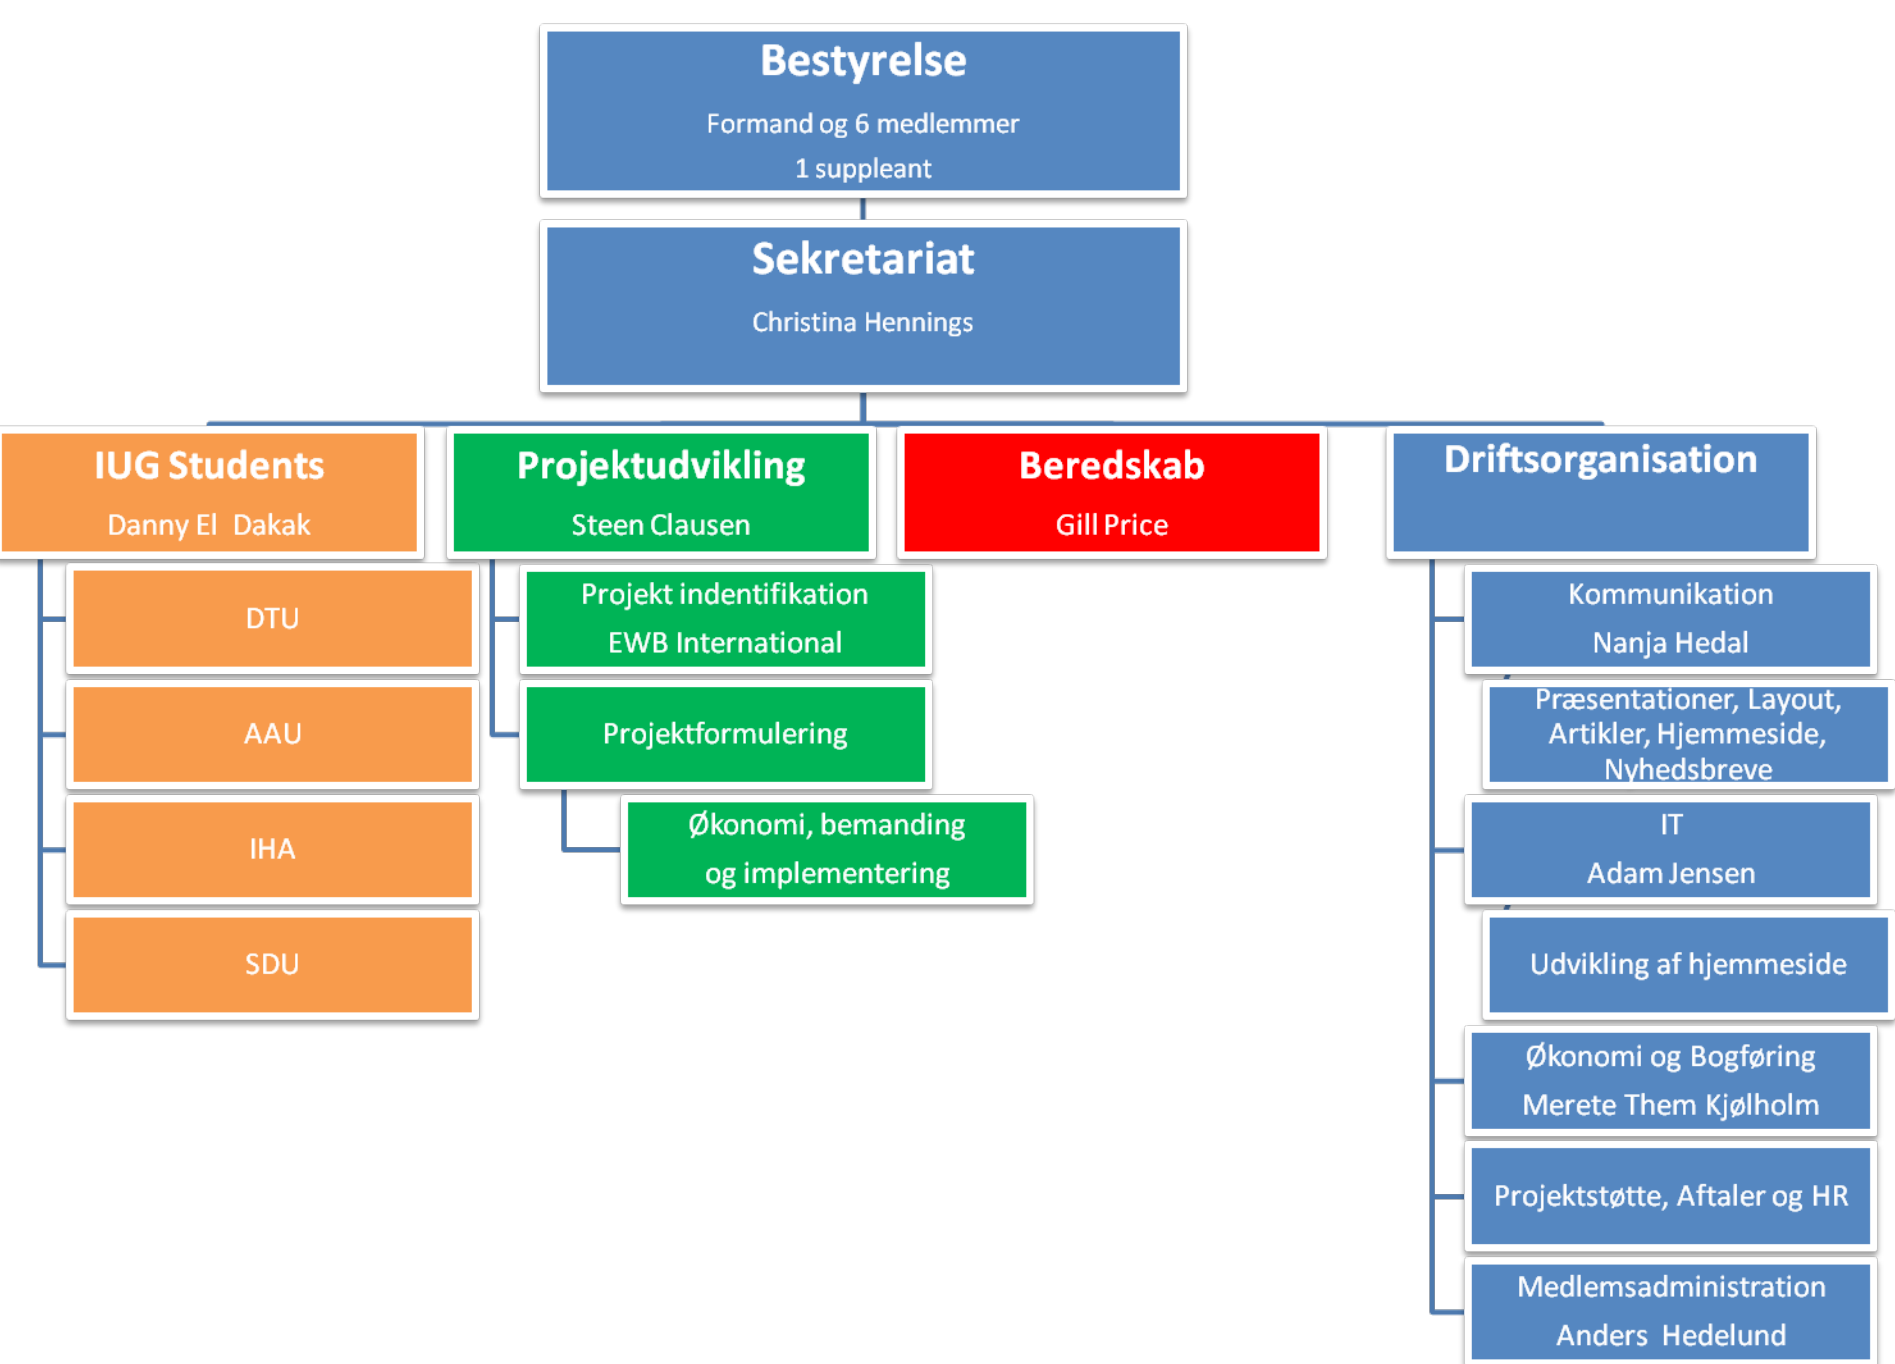 Bestyrelse
Formand og 6 medlemmer
1 suppleant
Sekretariat
Christina Hennings
IUG Students
Danny El  Dakak
DTU
AAU
IHA
SDU
Projektudvikling
Steen Clausen
Projekt indentifikation
EWB International
Projektformulering
Økonomi, bemanding
og implementering
Beredskab
Gill Price
Driftsorganisation
Kommunikation
Nanja Hedal
Præsentationer, Layout,
Artikler, Hjemmeside,
Nyhedsbreve
IT
Adam Jensen
Udvikling af hjemmeside
Økonomi og Bogføring
Merete Them Kjølholm
Projektstøtte, Aftaler og HR
Medlemsadministration
Anders  Hedelund